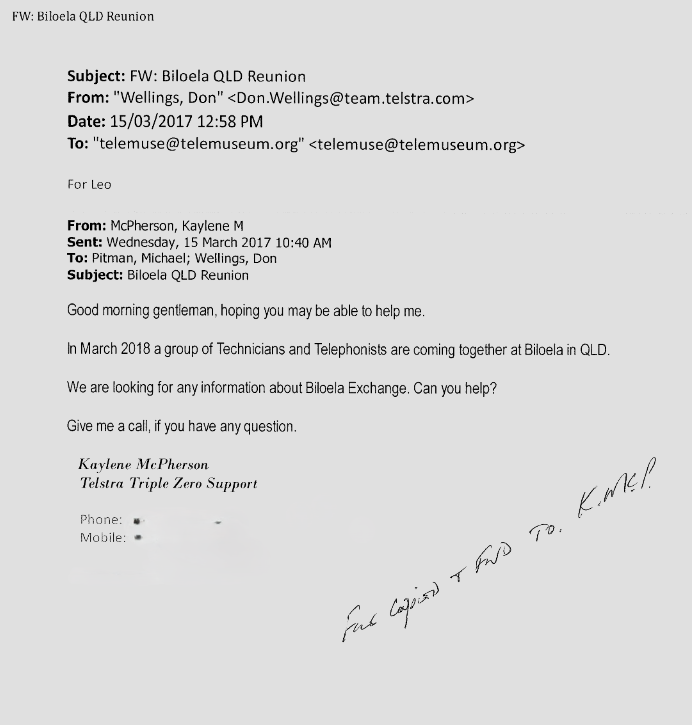 FW: Biloela QLD Reunion
Subject: FW: Biloela QLD Reunion
From: "Wellings, Don" <Don.Wellings@team.telstra.com>
Date: 15/03/2017 12:58 PM
To: "telemuse@telemuseum.org" <telemuse@telemuseum.org>
For Leo
From: McPherson, Kaylene M
Sent: Wednesday, 15 March 2017 10:40 AM
To: Pitman, Michael; Wellings, Don
Subject: Biloela QLD Reunion
Good morning gentleman, hoping you may be able to help me.
In March 2018 a group of Technicians and Telephonists are coming together at Biloela in QLD.
We are looking for any information about Biloela Exchange. Can you help?
Give me a call, if you have any question.
Kaylene McPherson
Telstra Triple Zero Support
Phone:
Mobile:
File Copied + FWD TO. K.McP.